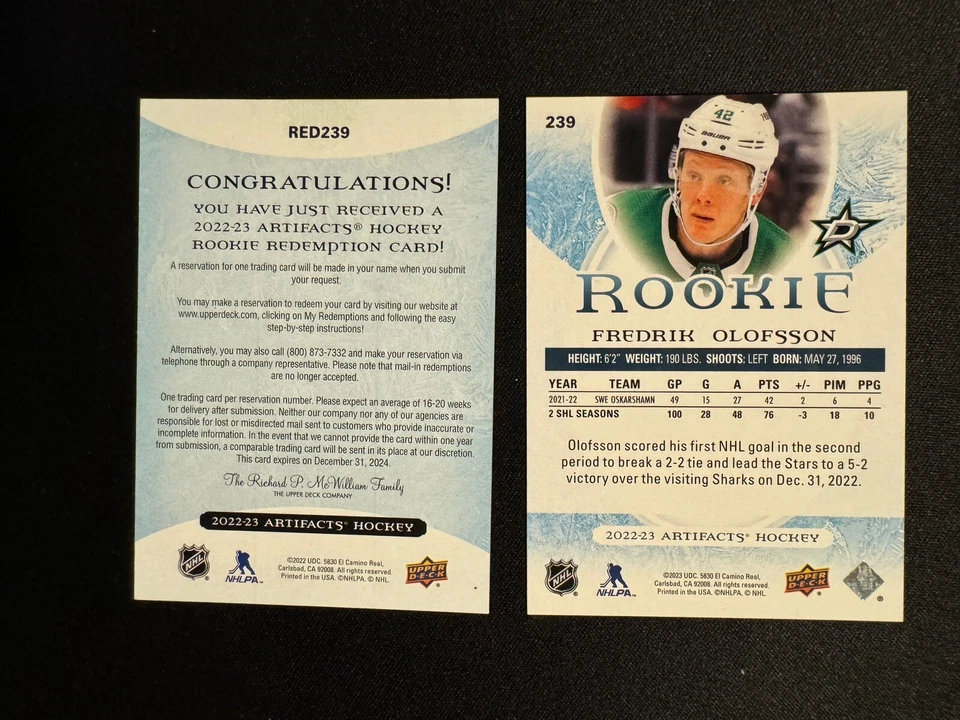 RED239
CONGRATULATIONS!
YOU HAVE JUST RECEIVED A
2022-23 ARTIFACTS® HOCKEY
ROOKIE REDEMPTION CARD!
A reservation for one trading card will be made in your name when you submit
your request.
You may make a reservation to redeem your card by visiting our website at
www.upperdeck.com, clicking on My Redemptions and following the easy
step-by-step instructions!
Alternatively, you may also call (800) 873-7332 and make your reservation via
telephone through a company representative. Please note that mail-in redemptions
are no longer accepted.
One trading card per reservation number. Please expect an average of 16-20 weeks
for delivery after submission. Neither our company nor any of our agencies are
responsible for lost or misdirected mail sent to customers who provide inaccurate or
incomplete information. In the event that we cannot provide the card within one year
from submission, a comparable trading card will be sent in its place at our discretion.
This card expires on December 31, 2024.
The Richard P. McWilliam Family
THE UPPER DECK COMPANY
2022-23 ARTIFACTS® HOCKEY
NHL
NHLPA
©2022 UDC. 5830 El Camino Real,
Carlsbad, CA 92008. All rights reserved.
Printed in the USA. ©NHLPA. © NHL.
UPPER
DECK
239
42
BAUER
D
ROOKIE
FREDRIK OLOFSSON
HEIGHT: 6'2" WEIGHT: 190 LBS. SHOOTS: LEFT BORN: MAY 27, 1996
YEAR TEAM GP G A PTS +/- PIM PPG
2021-22 SWE OSKARSHAMN 49 15 27 42 2 6 4
2 SHL SEASONS 100 28 48 76 -3 18 10
Olofsson scored his first NHL goal in the second
period to break a 2-2 tie and lead the Stars to a 5-2
victory over the visiting Sharks on Dec. 31, 2022.
2022-23 ARTIFACTS® HOCKEY
NHL
NHLPA
©2023 UDC. 5830 El Camino Real,
Carlsbad, CA 92008. All rights reserved.
Printed in the USA. ©NHLPA. © NHL.
UPPER
DECK